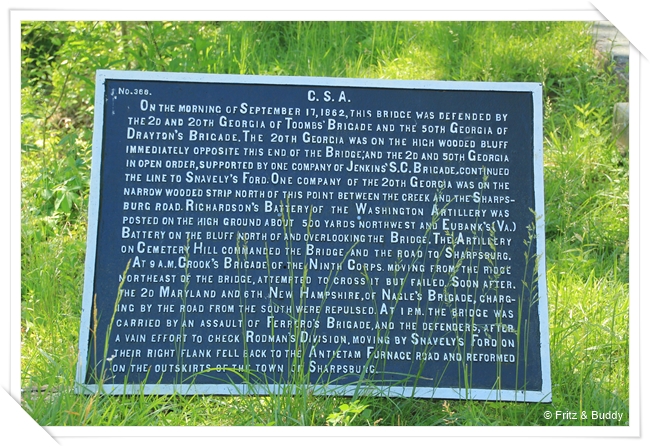 No. 368.
C. S. A.
On the morning of September 17, 1862, this bridge was defended by
the 2d and 20th Georgia of Toombs' Brigade and the 50th Georgia of
Drayton's Brigade. The 20th Georgia was on the high wooded bluff
immediately opposite this end of the Bridge, and the 2d and 50th Georgia
in open order, supported by one company of Jenkins' S.C. Brigade, continued
the line to Snavely's Ford. One company of the 20th Georgia was on the
narrow wooded strip north of this point between the creek and the Sharps-
burg road. Richardson's Battery of the Washington Artillery was
posted on the high ground about 500 yards northwest and Eubank's (Va.)
Battery on the bluff north of and overlooking the Bridge. The Artillery
on Cemetery Hill commanded the Bridge and the road to Sharpsburg.
At 9 A.M. Crook's Brigade of the Ninth Corps moving from the ridge
northeast of the bridge, attempted to cross it but failed. Soon after,
the 2d Maryland and 6th New Hampshire, of Nagle's Brigade, charg-
ing by the road from the south were repulsed. At 1 P.M. the bridge was
carried by an assault of Ferrero's Brigade, and the defenders, after
a vain effort to check Rodman's Division, moving by Snavely's Ford on
their right flank fell back to the Antietam Furnace road and reformed
on the outskirts of the town of Sharpsburg.
© Fritz & Buddy